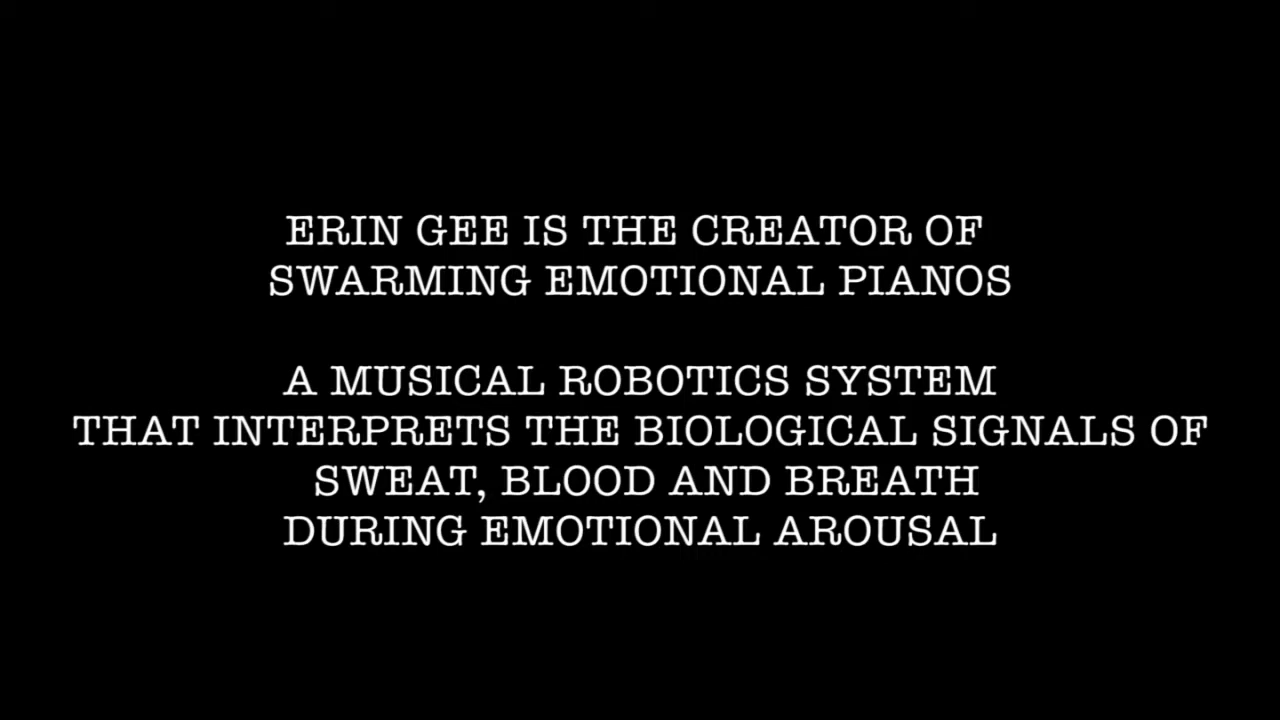 ERIN GEE IS THE CREATOR OF
SWARMING EMOTIONAL PIANOS
A MUSICAL ROBOTICS SYSTEM
THAT INTERPRETS THE BIOLOGICAL SIGNALS OF
SWEAT, BLOOD AND BREATH
DURING EMOTIONAL AROUSAL